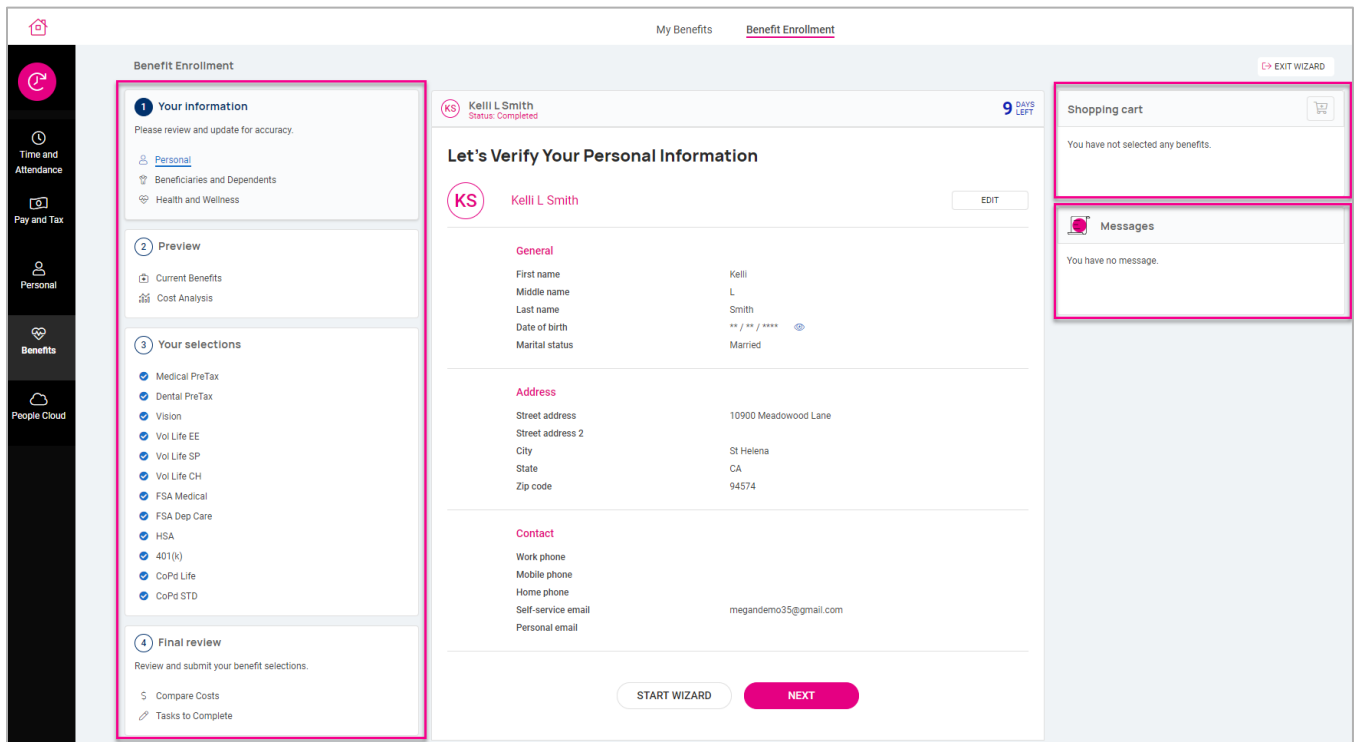 My Benefits
Benefit Enrollment
Benefit Enrollment
EXIT WIZARD
Time and
Attendance
Pay and Tax
Personal
Benefits
People Cloud
1 Your information
Please review and update for accuracy.
Personal
Beneficiaries and Dependents
Health and Wellness
2 Preview
Current Benefits
Cost Analysis
3 Your selections
Medical PreTax
Dental PreTax
Vision
Vol Life EE
Vol Life SP
Vol Life CH
FSA Medical
FSA Dep Care
HSA
401(k)
CoPd Life
CoPd STD
4 Final review
Review and submit your benefit selections.
Compare Costs
Tasks to Complete
KS Kelli L Smith
Status: Completed
9 DAYS LEFT
Let's Verify Your Personal Information
KS Kelli L Smith
EDIT
General
First name Kelli
Middle name L
Last name Smith
Date of birth ** / ** / ****
Marital status Married
Address
Street address 10900 Meadowood Lane
Street address 2
City St Helena
State CA
Zip code 94574
Contact
Work phone
Mobile phone
Home phone
Self-service email megandemo35@gmail.com
Personal email
START WIZARD
NEXT
Shopping cart
You have not selected any benefits.
Messages
You have no message.